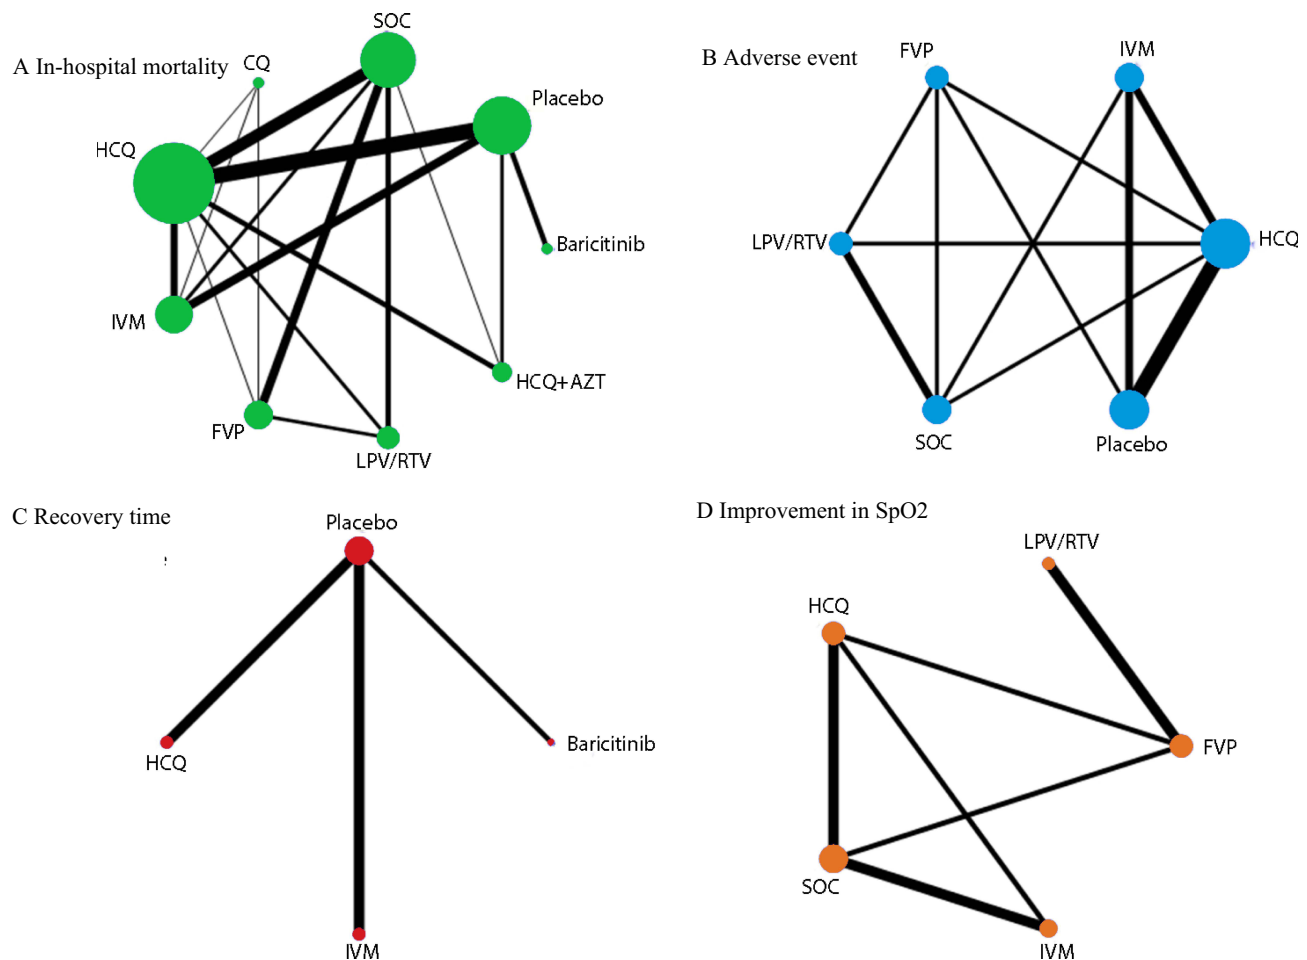 A In-hospital mortality
SOC
CQ
Placebo
HCQ
Baricitinib
IVM
HCQ+AZT
FVP
LPV/RTV
B Adverse event
FVP
IVM
LPV/RTV
HCQ
SOC
Placebo
C Recovery time
Placebo
HCQ
Baricitinib
IVM
D Improvement in SpO2
LPV/RTV
HCQ
FVP
SOC
IVM